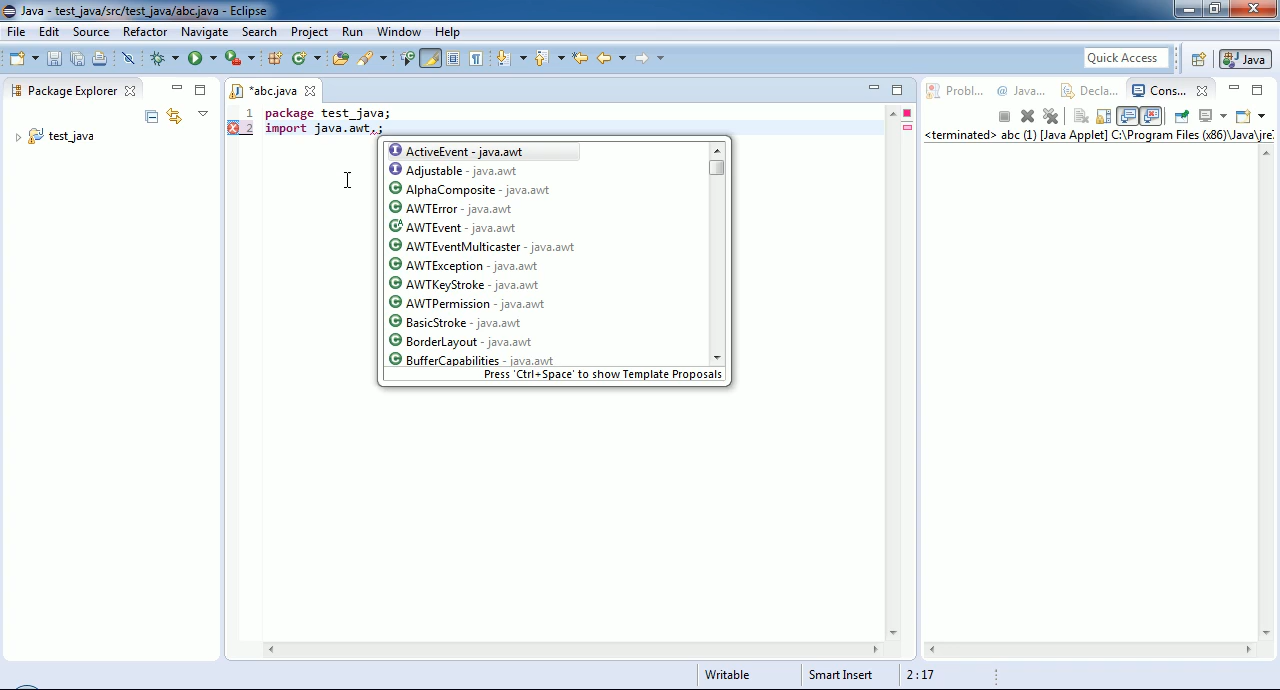 Java - test_java/src/test_java/abc.java - Eclipse
File Edit Source Refactor Navigate Search Project Run Window Help
Quick Access Java
Package Explorer *abc.java Probl... @ Java... Decla... Cons...
1 package test_java;
2 import java.awt.;
test_java
<terminated> abc (1) [Java Applet] C:\Program Files (x86)\Java\jre
ActiveEvent - java.awt
Adjustable - java.awt
AlphaComposite - java.awt
AWTError - java.awt
AWTEvent - java.awt
AWTEventMulticaster - java.awt
AWTException - java.awt
AWTKeyStroke - java.awt
AWTPermission - java.awt
BasicStroke - java.awt
BorderLayout - java.awt
BufferCapabilities - java.awt
Press 'Ctrl+Space' to show Template Proposals
Writable Smart Insert 2 : 17